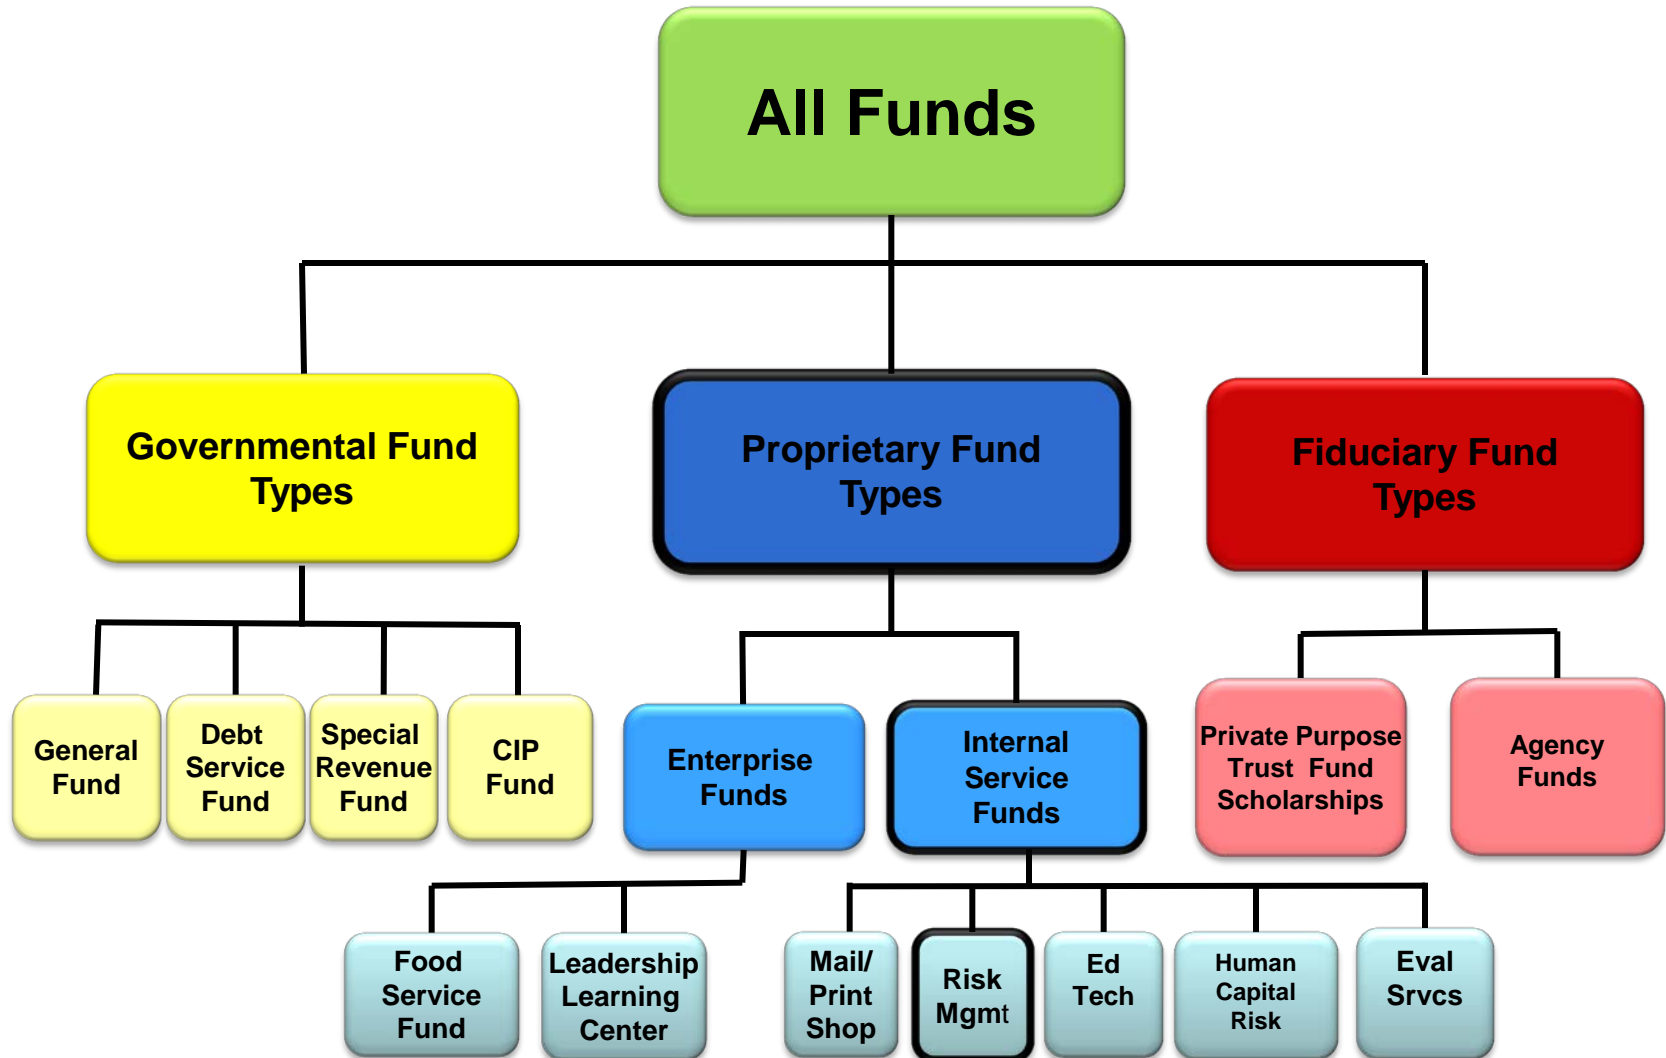 All Funds
Governmental Fund
Types
Proprietary Fund
Types
Fiduciary Fund
Types
General
Fund
Debt
Service
Fund
Special
Revenue
Fund
CIP
Fund
Enterprise
Funds
Internal
Service
Funds
Private Purpose
Trust Fund
Scholarships
Agency
Funds
Food
Service
Fund
Leadership
Learning
Center
Mail/
Print
Shop
Risk
Mgmt
Ed
Tech
Human
Capital
Risk
Eval
Srvcs